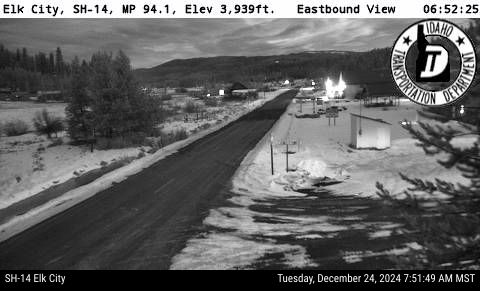 Elk City, SH-14, MP 94.1, Elev 3,939ft. Eastbound View 06:52:25
IDAHO
TRANSPORTATION DEPARTMENT
SH-14 Elk City Tuesday, December 24, 2024 7:51:49 AM MST